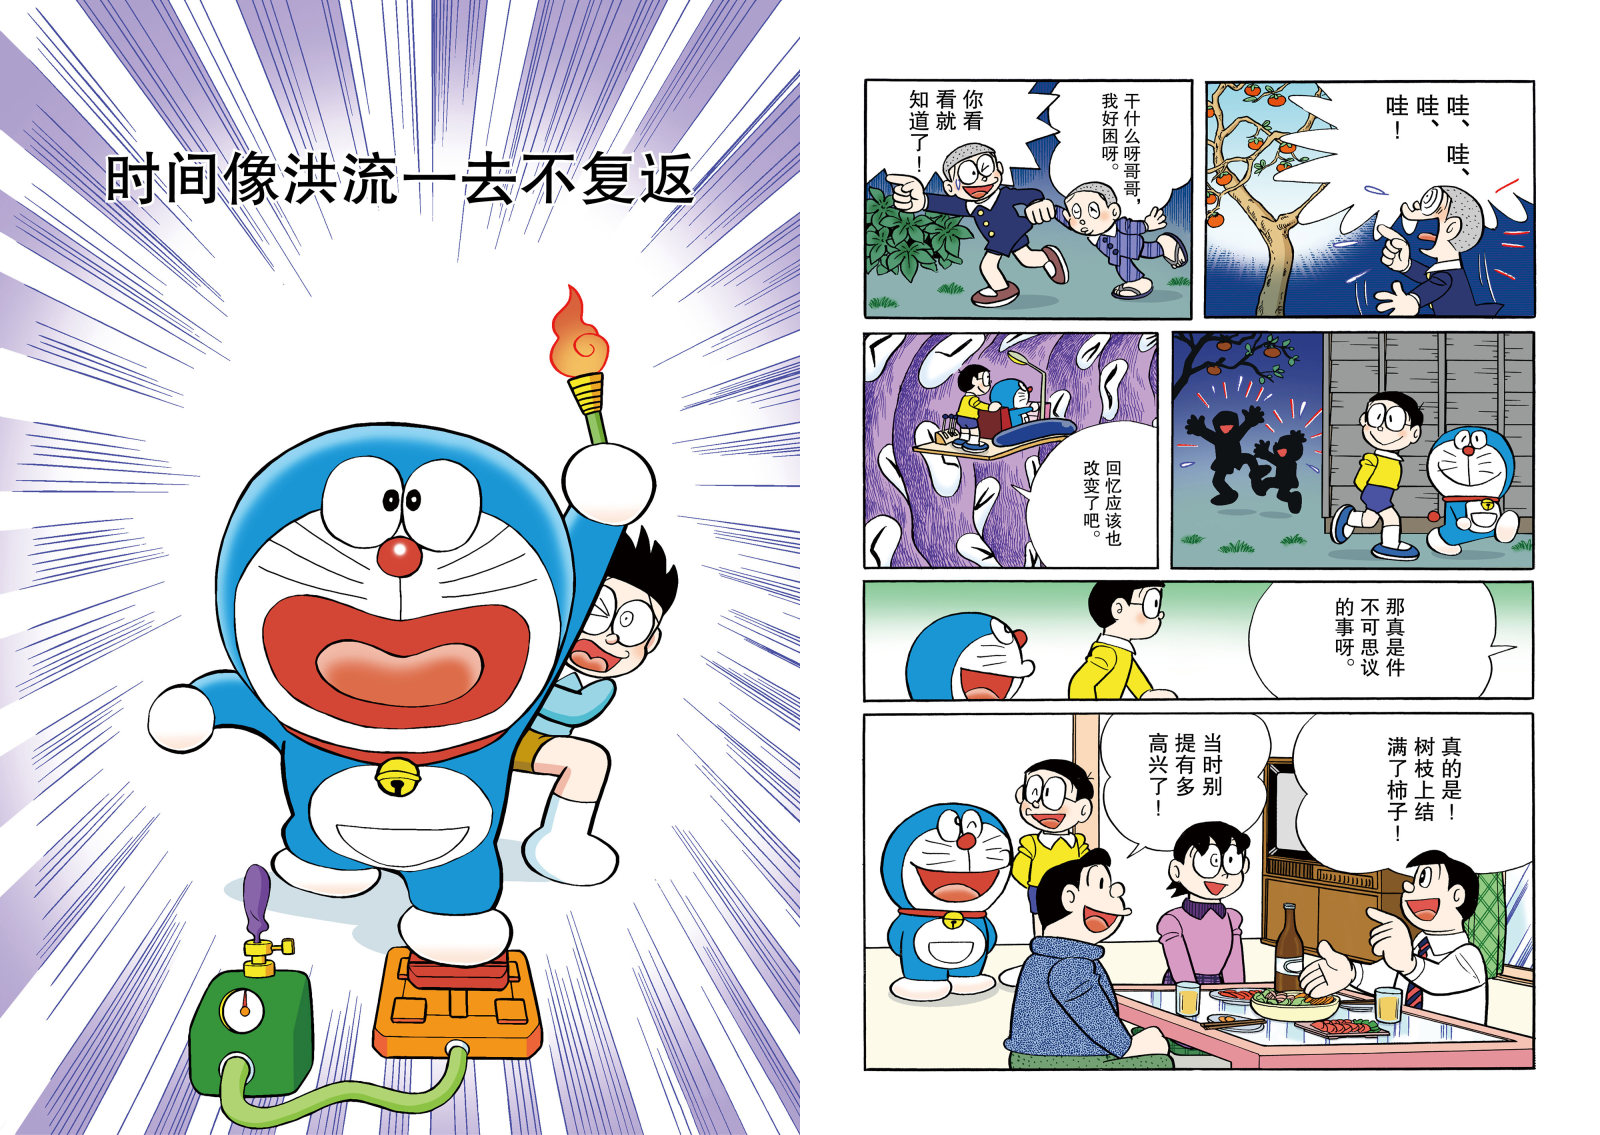 哇、哇、
哇、
哇！
干什么呀哥哥，
我好困呀。
你看
看就
知道了！
回忆应该也
改变了吧。
那真是件
不可思议
的事呀。
真的是！
树枝上结
满了柿子！
当时别
提有多
高兴了！
时间像洪流一去不复返